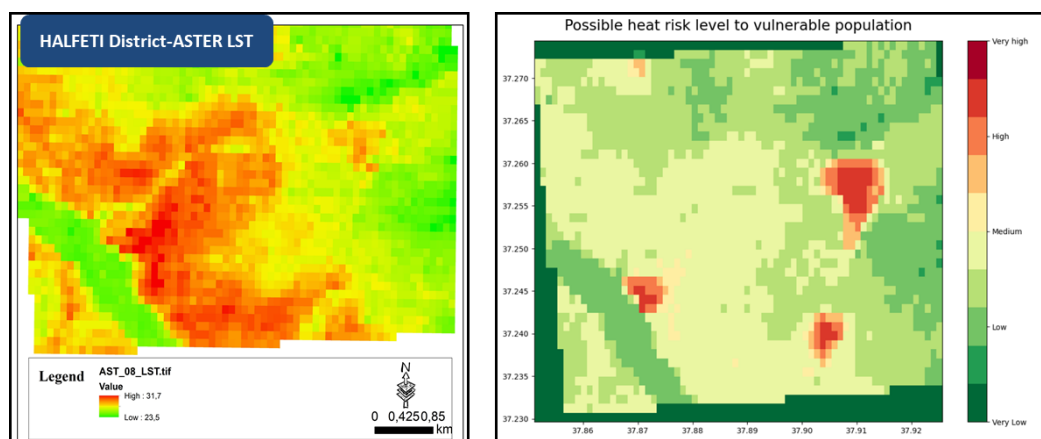 HALFETI District-ASTER LST
Legend
AST_08_LST.tif
Value
High : 31,7
Low : 23,5
N
0 0,4250,85
km
Possible heat risk level to vulnerable population
37.270
37.265
37.260
37.255
37.250
37.245
37.240
37.235
37.230
37.86
37.87
37.88
37.89
37.90
37.91
37.92
Very high
High
Medium
Low
Very Low